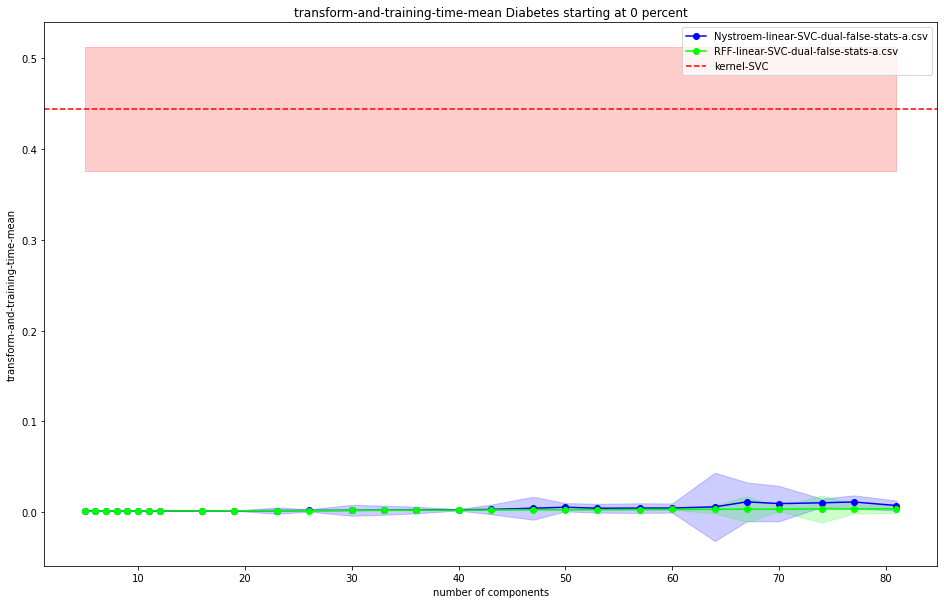 transform-and-training-time-mean Diabetes starting at 0 percent
Nystroem-linear-SVC-dual-false-stats-a.csv
RFF-linear-SVC-dual-false-stats-a.csv
kernel-SVC
0.5
0.4
0.3
0.2
0.1
0.0
transform-and-training-time-mean
10 20 30 40 50 60 70 80
number of components